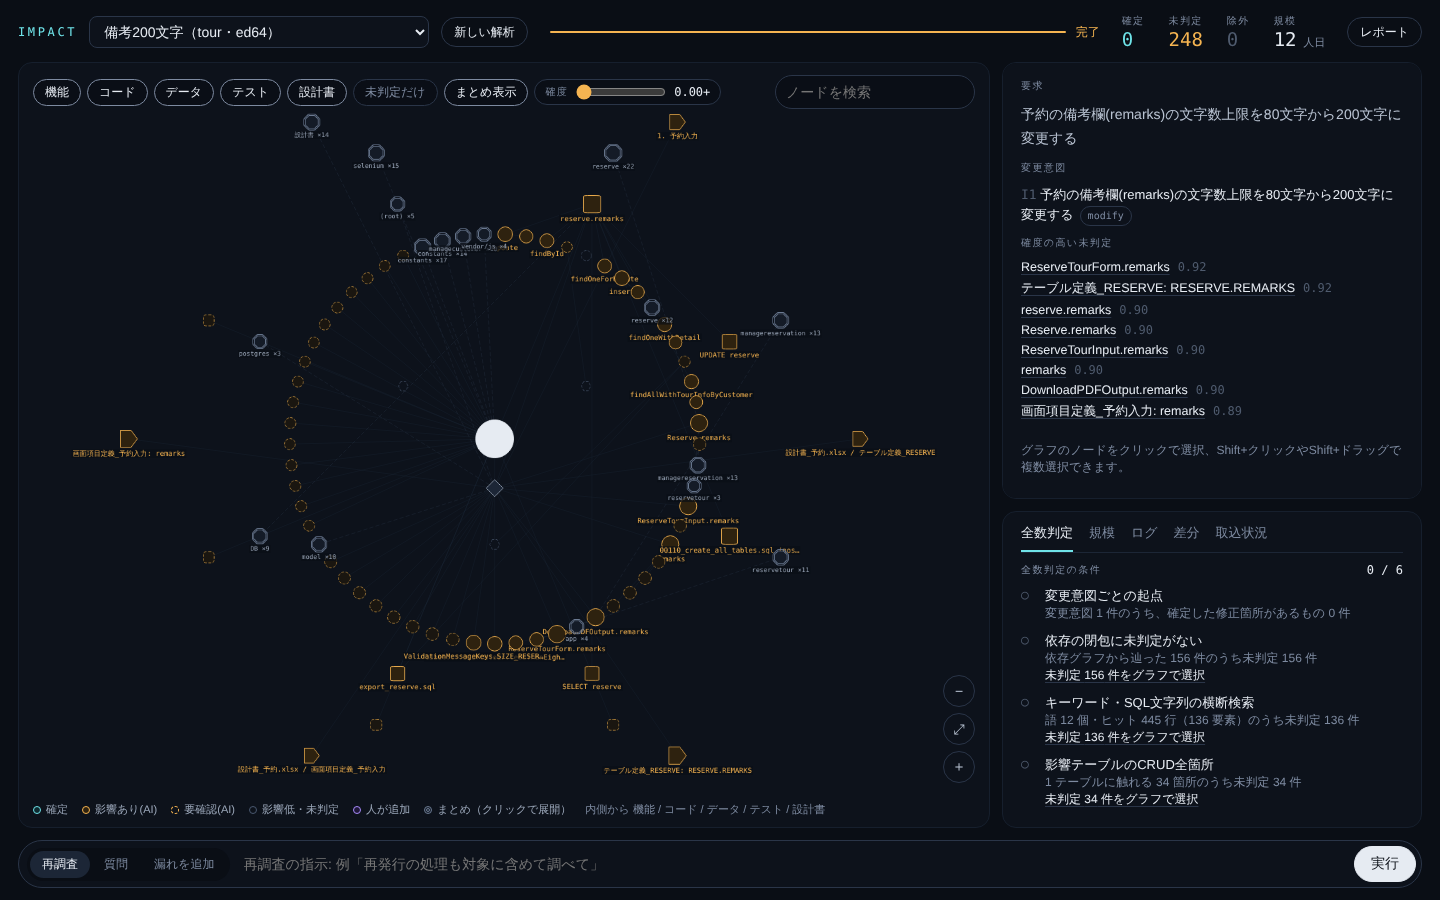 IMPACT
備考200文字（tour・ed64）
新しい解析
完了
確定
0
未判定
248
除外
0
規模
12 人日
レポート
機能
コード
データ
テスト
設計書
未判定だけ
まとめ表示
確度
0.00+
ノードを検索
設計書 ×14
1. 予約入力
selenium ×15
reserve ×22
(root) ×5
reserve.remarks
vendor/js ×4
findById
constants ×17
findOneFor
insert
reserve ×12
managereservation ×13
findOneWithDetail
postgres ×3
UPDATE reserve
findAllWithTourInfoByCustomer
Reserve.remarks
画面項目定義_予約入力: remarks
設計書_予約.xlsx / テーブル定義_RESERVE
managereservation ×13
reservetour ×3
ReserveTourInput.remarks
DB ×9
model ×10
00110_create_all_tables.sql
reservetour ×11
DownloadPDFOutput.remarks
app ×4
ReserveTourForm.remarks
export_reserve.sql
SELECT reserve
設計書_予約.xlsx / 画面項目定義_予約入力
テーブル定義_RESERVE: RESERVE.REMARKS
−
⤢
+
確定
影響あり(AI)
要確認(AI)
影響低・未判定
人が追加
まとめ（クリックで展開）
内側から 機能 / コード / データ / テスト / 設計書
要求
予約の備考欄(remarks)の文字数上限を80文字から200文字に
変更する
変更意図
I1 予約の備考欄(remarks)の文字数上限を80文字から200文字に
変更する modify
確度の高い未判定
ReserveTourForm.remarks 0.92
テーブル定義_RESERVE: RESERVE.REMARKS 0.92
reserve.remarks 0.90
Reserve.remarks 0.90
ReserveTourInput.remarks 0.90
remarks 0.90
DownloadPDFOutput.remarks 0.90
画面項目定義_予約入力: remarks 0.89
グラフのノードをクリックで選択、Shift+クリックやShift+ドラッグで
複数選択できます。
全数判定
規模
ログ
差分
取込状況
全数判定の条件
0 / 6
変更意図ごとの起点
変更意図 1 件のうち、確定した修正箇所があるもの 0 件
依存の閉包に未判定がない
依存グラフから辿った 156 件のうち未判定 156 件
未判定 156 件をグラフで選択
キーワード・SQL文字列の横断検索
語 12 個・ヒット 445 行（136 要素）のうち未判定 136 件
未判定 136 件をグラフで選択
影響テーブルのCRUD全箇所
1 テーブルに触れる 34 箇所のうち未判定 34 件
未判定 34 件をグラフで選択
再調査
質問
漏れを追加
再調査の指示: 例「再発行の処理も対象に含めて調べて」
実行